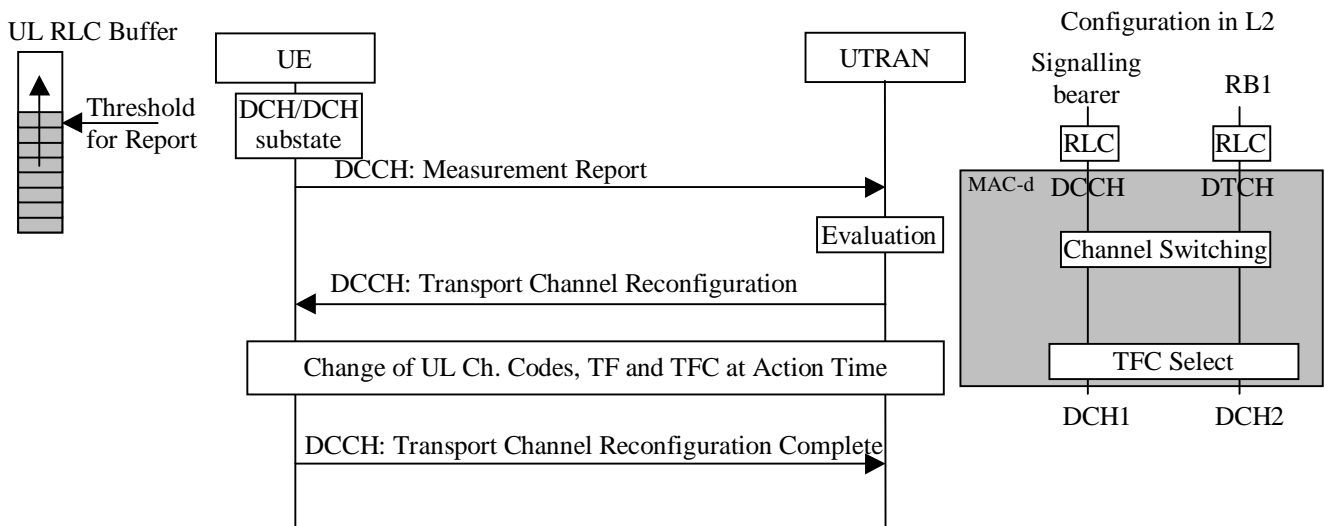 UL RLC Buffer
Threshold
for Report
UE
DCH/DCH
substate
UTRAN
DCCH: Measurement Report
Evaluation
DCCH: Transport Channel Reconfiguration
Change of UL Ch. Codes, TF and TFC at Action Time
DCCH: Transport Channel Reconfiguration Complete
Configuration in L2
Signalling
bearer
RB1
RLC
RLC
MAC-d
DCCH
DTCH
Channel Switching
TFC Select
DCH1
DCH2